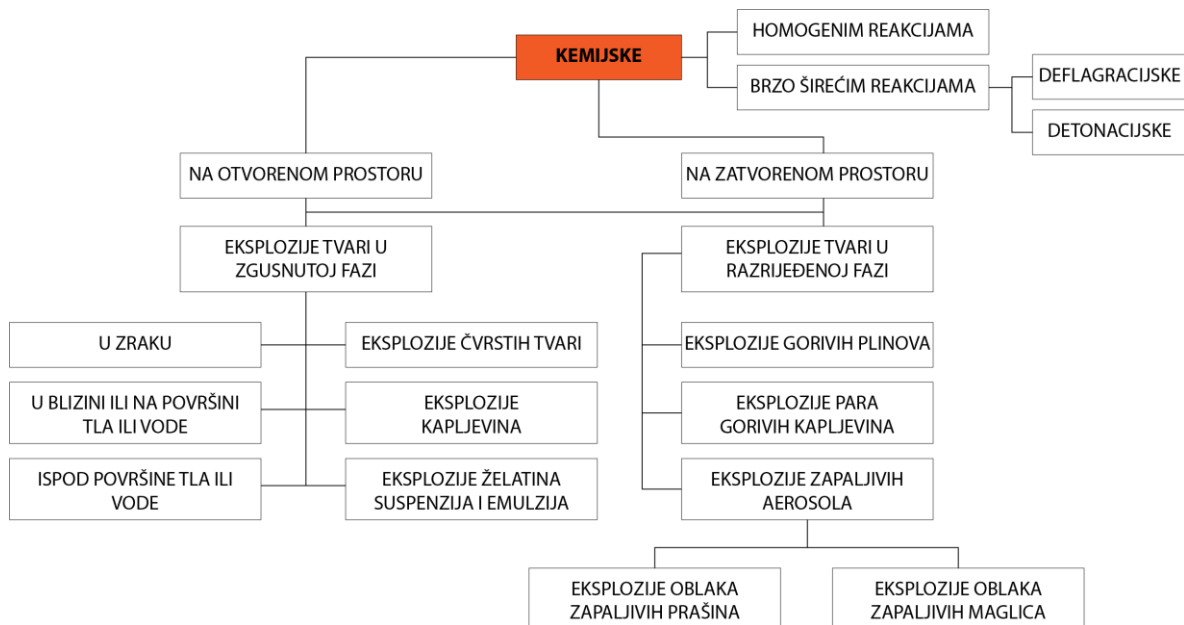 HOMOGENIM REAKCIJAMA
KEMIJSKE
BRZO ŠIREĆIM REAKCIJAMA
DEFLAGRACIJSKE
DETONACIJSKE
NA OTVORENOM PROSTORU
NA ZATVORENOM PROSTORU
EKSPLOZIJE TVARI U
ZGUSNUTOJ FAZI
EKSPLOZIJE TVARI U
RAZRIJEĐENOJ FAZI
U ZRAKU
EKSPLOZIJE ČVRSTIH TVARI
EKSPLOZIJE GORIVIH PLINOVA
U BLIZINI ILI NA POVRŠINI
TLA ILI VODE
EKSPLOZIJE
KAPLJEVINA
EKSPLOZIJE PARA
GORIVIH KAPLJEVINA
ISPOD POVRŠINE TLA ILI
VODE
EKSPLOZIJE ŽELATINA
SUSPENZIJA I EMULZIJA
EKSPLOZIJE ZAPALJIVIH
AEROSOLA
EKSPLOZIJE OBLAKA
ZAPALJIVIH PRAŠINA
EKSPLOZIJE OBLAKA
ZAPALJIVIH MAGLICA